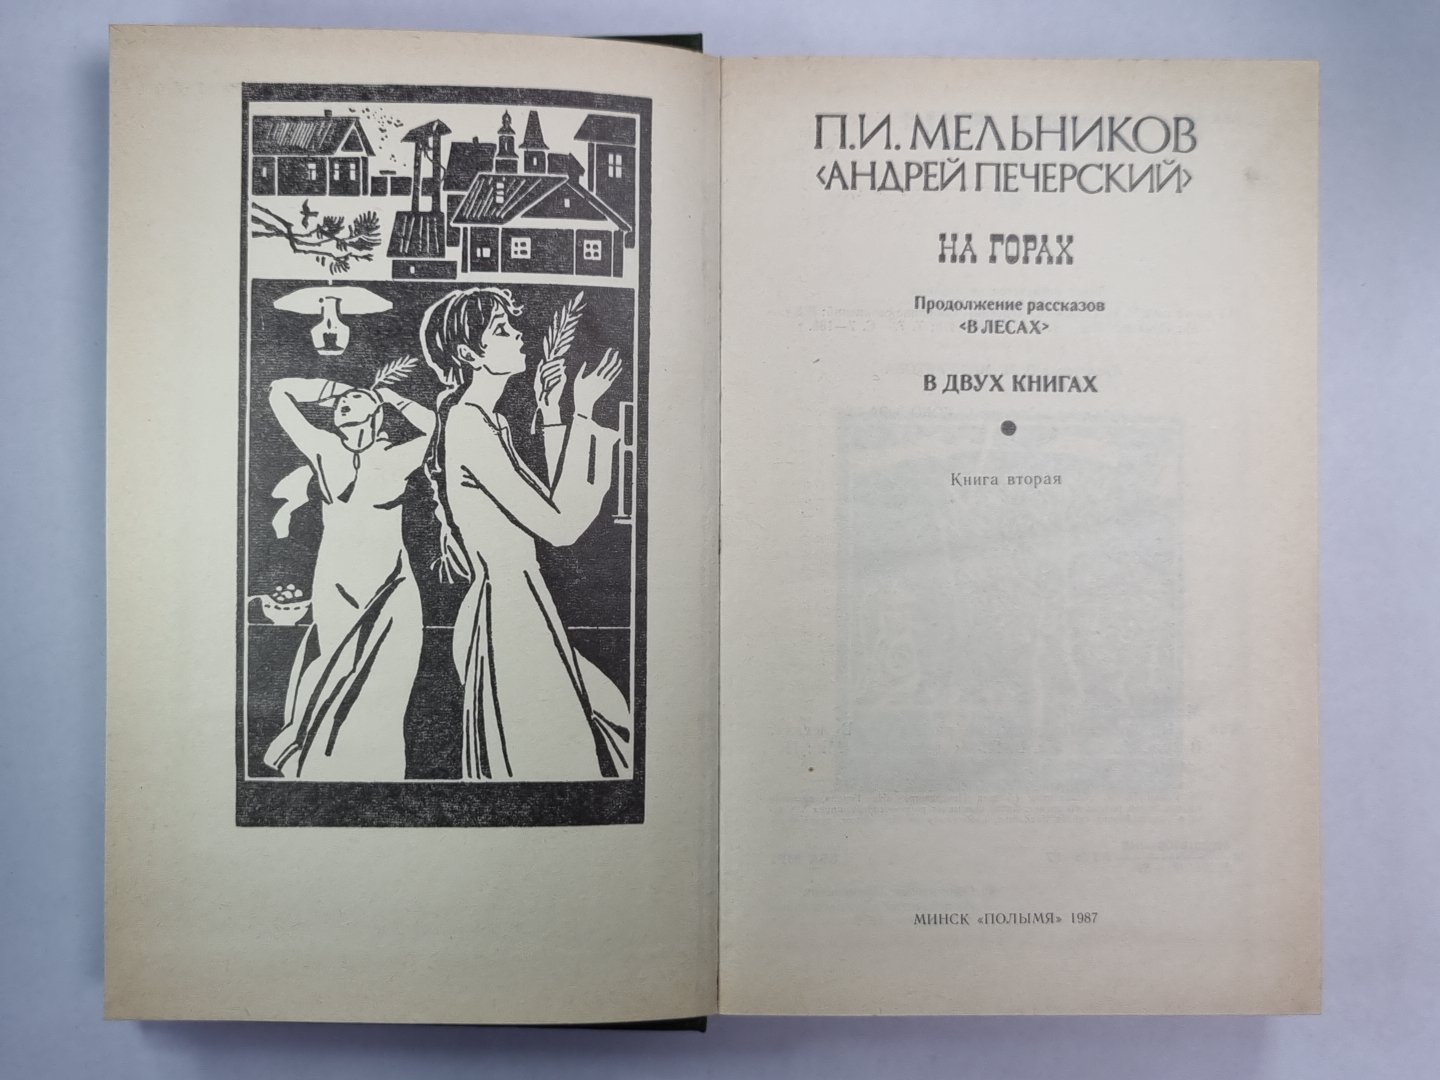 П.И. МЕЛЬНИКОВ
‹АНДРЕЙ ПЕЧЕРСКИЙ›
НА ГОРАХ
Продолжение рассказов
‹В ЛЕСАХ›
В ДВУХ КНИГАХ
Книга вторая
МИНСК «ПОЛЫМЯ» 1987